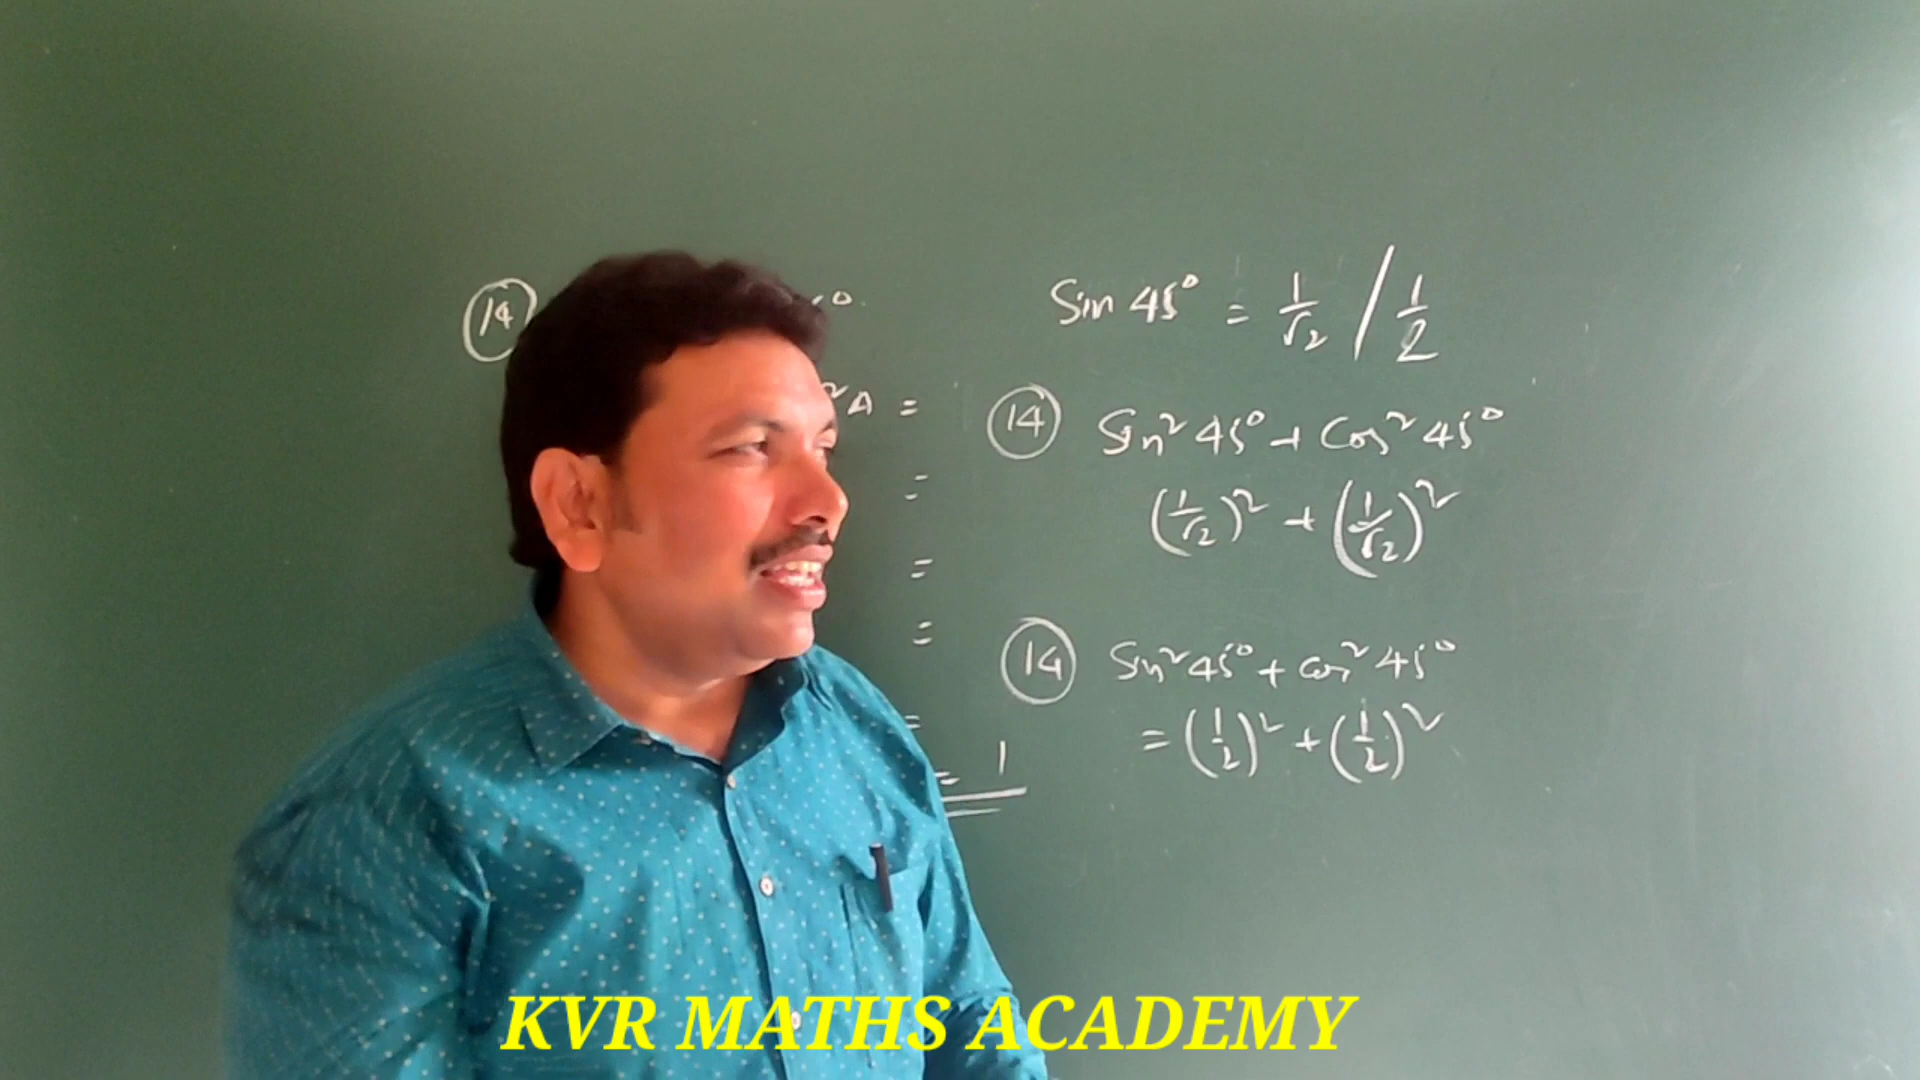 14
²A =
=
=
=
=
= 1
Sin 45° = 1/√2 / 1/2
14 Sin² 45° + Cos² 45°
(1/√2)² + (1/√2)²
14 Sin² 45° + cos² 45°
= (1/2)² + (1/2)²
KVR MATHS ACADEMY